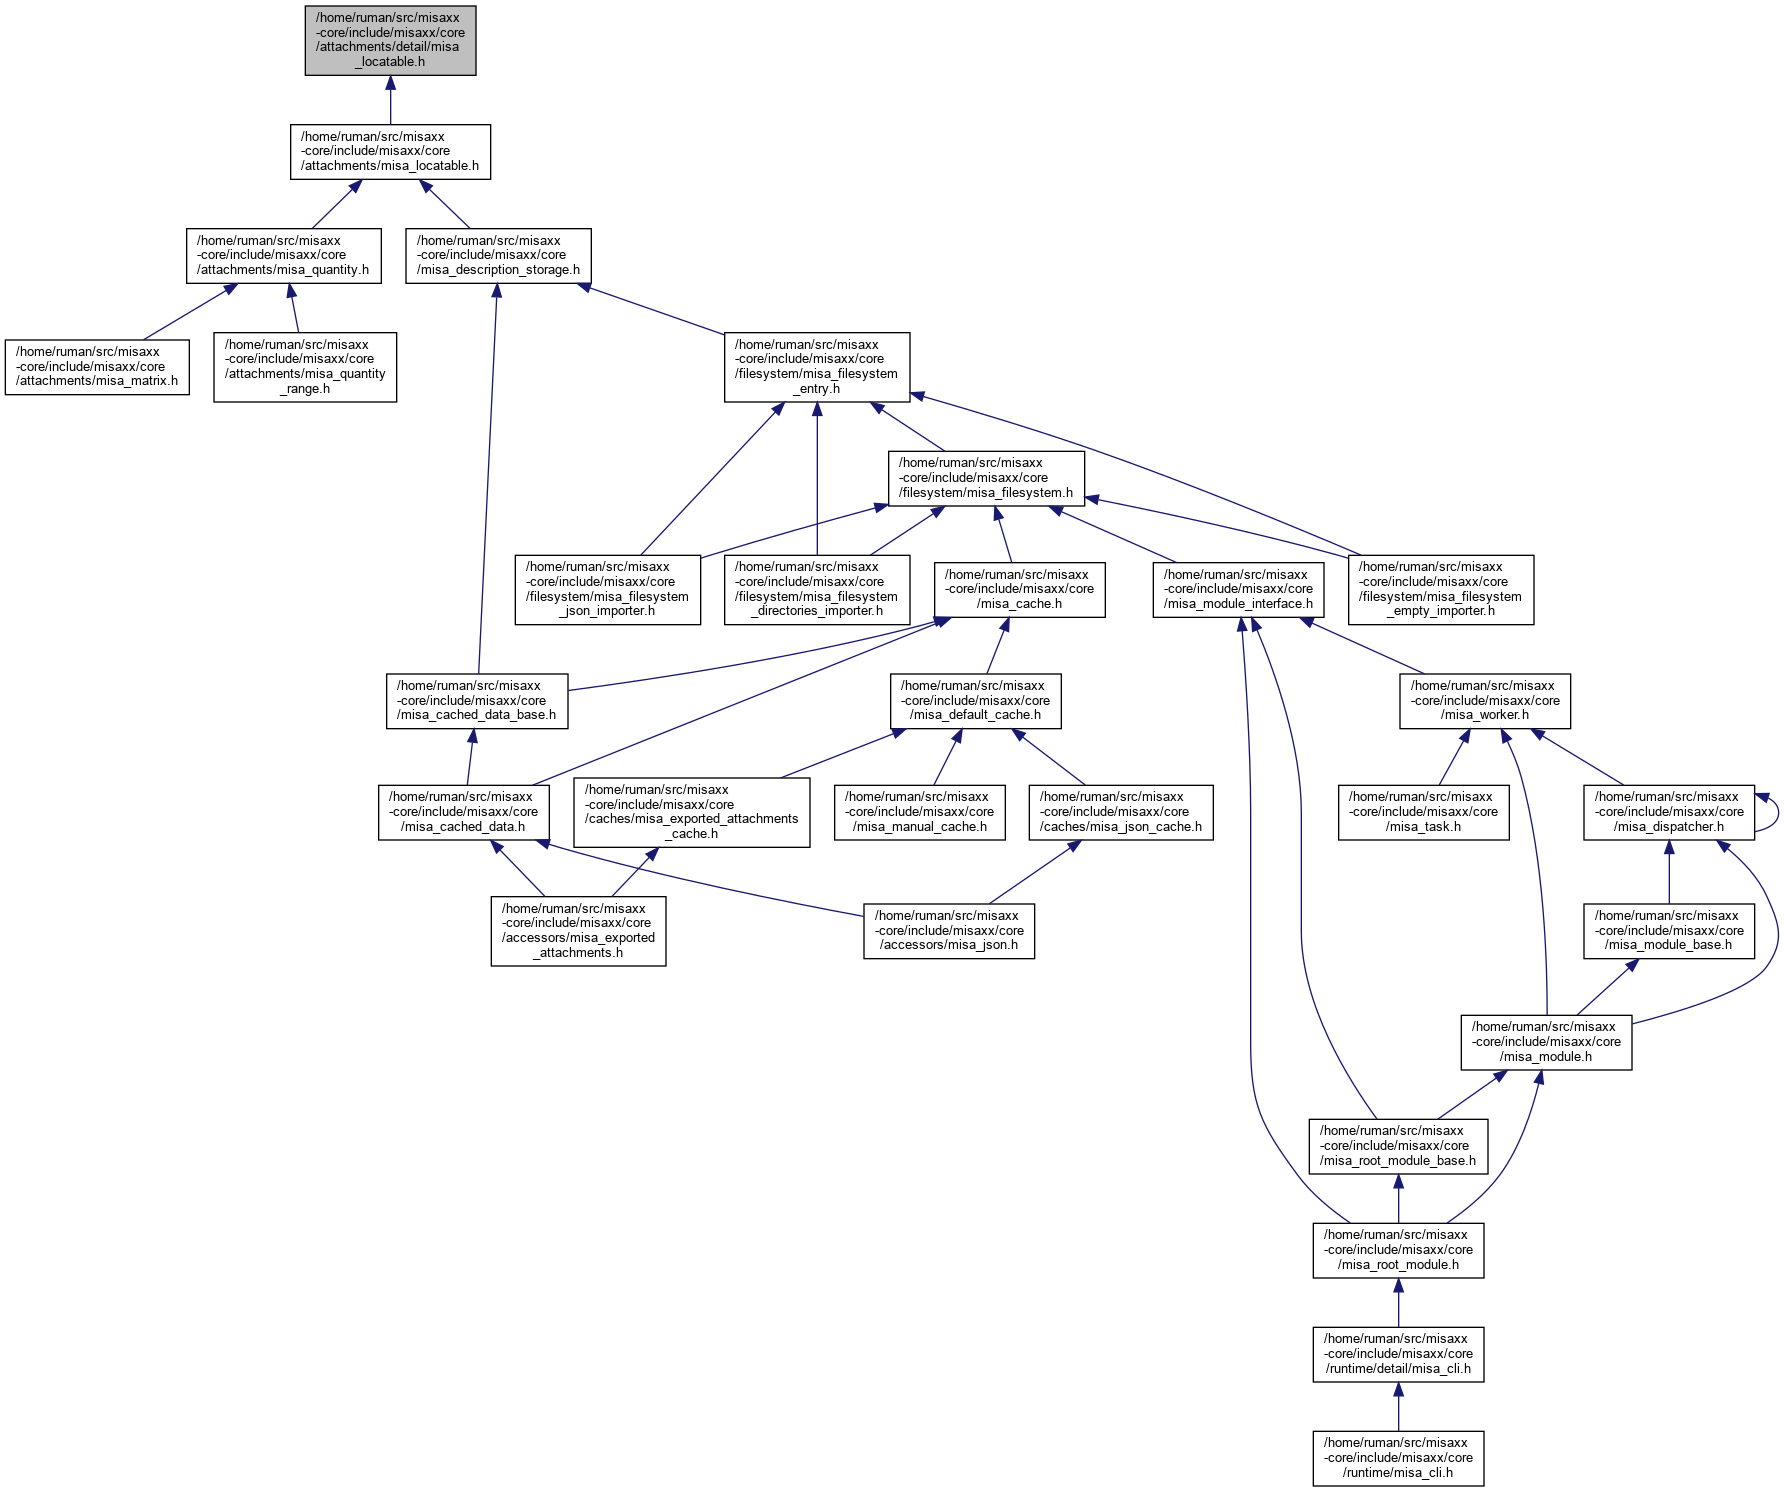 /home/ruman/src/misaxx
-core/include/misaxx/core
/attachments/detail/misa
_locatable.h
/home/ruman/src/misaxx
-core/include/misaxx/core
/attachments/misa_locatable.h
/home/ruman/src/misaxx
-core/include/misaxx/core
/attachments/misa_quantity.h
/home/ruman/src/misaxx
-core/include/misaxx/core
/misa_description_storage.h
/home/ruman/src/misaxx
-core/include/misaxx/core
/attachments/misa_matrix.h
/home/ruman/src/misaxx
-core/include/misaxx/core
/attachments/misa_quantity
_range.h
/home/ruman/src/misaxx
-core/include/misaxx/core
/filesystem/misa_filesystem
_entry.h
/home/ruman/src/misaxx
-core/include/misaxx/core
/filesystem/misa_filesystem.h
/home/ruman/src/misaxx
-core/include/misaxx/core
/filesystem/misa_filesystem
_json_importer.h
/home/ruman/src/misaxx
-core/include/misaxx/core
/filesystem/misa_filesystem
_directories_importer.h
/home/ruman/src/misaxx
-core/include/misaxx/core
/misa_cache.h
/home/ruman/src/misaxx
-core/include/misaxx/core
/misa_module_interface.h
/home/ruman/src/misaxx
-core/include/misaxx/core
/filesystem/misa_filesystem
_empty_importer.h
/home/ruman/src/misaxx
-core/include/misaxx/core
/misa_cached_data_base.h
/home/ruman/src/misaxx
-core/include/misaxx/core
/misa_default_cache.h
/home/ruman/src/misaxx
-core/include/misaxx/core
/misa_worker.h
/home/ruman/src/misaxx
-core/include/misaxx/core
/misa_cached_data.h
/home/ruman/src/misaxx
-core/include/misaxx/core
/caches/misa_exported_attachments
_cache.h
/home/ruman/src/misaxx
-core/include/misaxx/core
/misa_manual_cache.h
/home/ruman/src/misaxx
-core/include/misaxx/core
/caches/misa_json_cache.h
/home/ruman/src/misaxx
-core/include/misaxx/core
/misa_task.h
/home/ruman/src/misaxx
-core/include/misaxx/core
/misa_dispatcher.h
/home/ruman/src/misaxx
-core/include/misaxx/core
/accessors/misa_exported
_attachments.h
/home/ruman/src/misaxx
-core/include/misaxx/core
/accessors/misa_json.h
/home/ruman/src/misaxx
-core/include/misaxx/core
/misa_module_base.h
/home/ruman/src/misaxx
-core/include/misaxx/core
/misa_module.h
/home/ruman/src/misaxx
-core/include/misaxx/core
/misa_root_module_base.h
/home/ruman/src/misaxx
-core/include/misaxx/core
/misa_root_module.h
/home/ruman/src/misaxx
-core/include/misaxx/core
/runtime/detail/misa_cli.h
/home/ruman/src/misaxx
-core/include/misaxx/core
/runtime/misa_cli.h